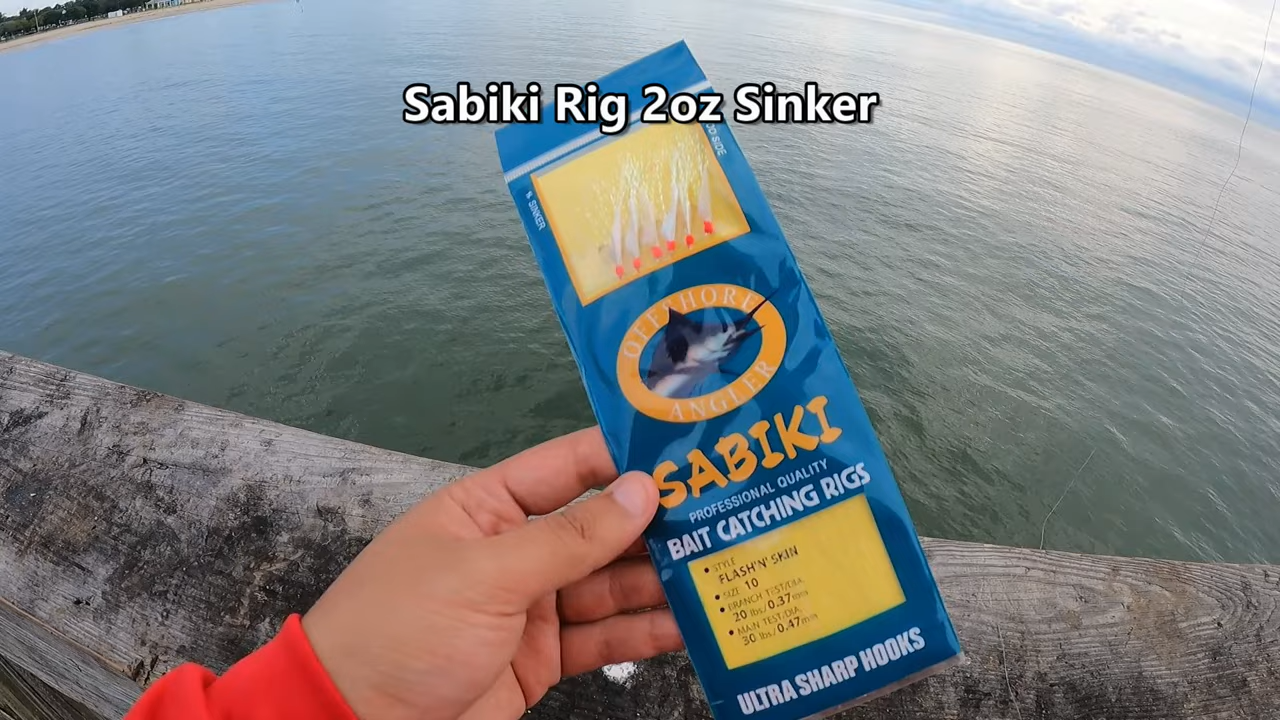 Sabiki Rig 2oz Sinker
SINKER
OFFSHORE
ANGLER
SABIKI
PROFESSIONAL QUALITY
BAIT CATCHING RIGS
• STYLE
FLASH'N' SKIN
• SIZE 10
• BRANCH TEST/DIA.
20 lbs/0.37mm
• MAIN TEST/DIA.
30 lbs/0.47mm
ULTRA SHARP HOOKS